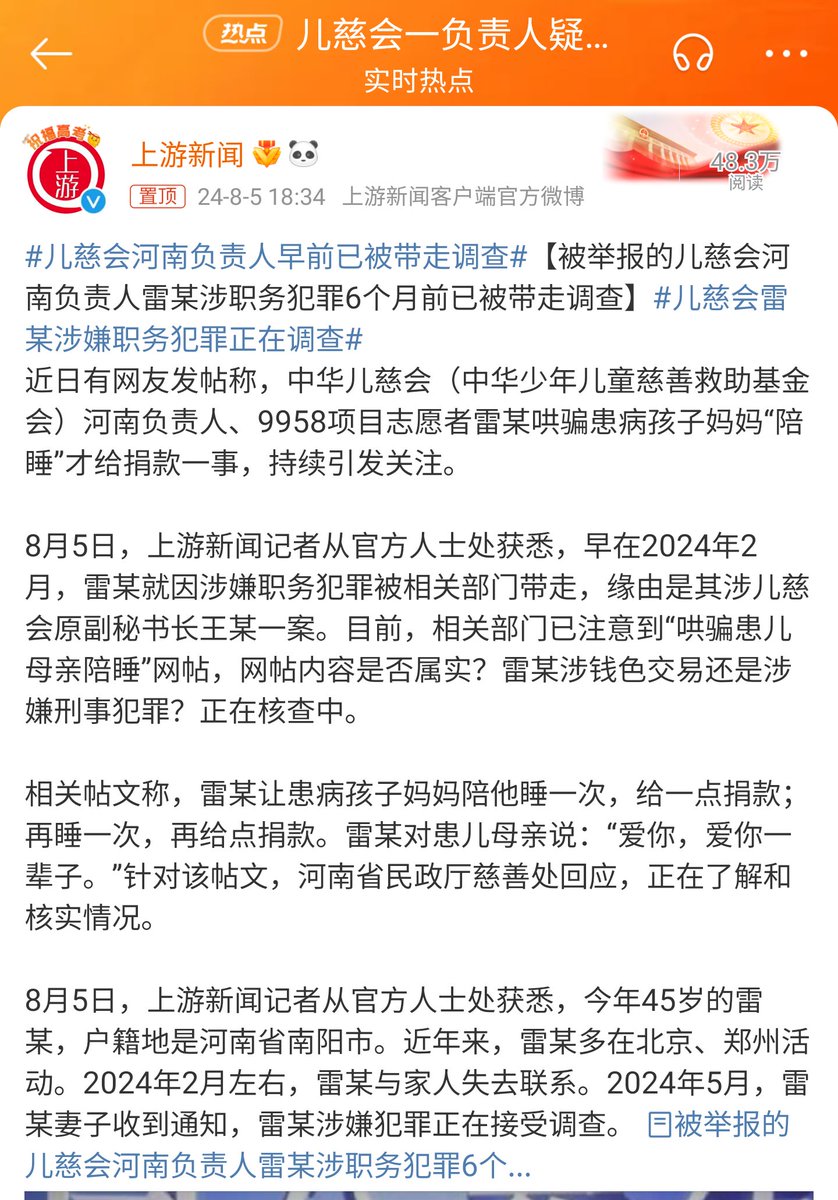 热点 儿慈会一负责人疑...
实时热点
祝福高考
上游
上游新闻
48.3万
阅读
置顶 24-8-5 18:34 上游新闻客户端官方微博
#儿慈会河南负责人早前已被带走调查#【被举报的儿慈会河
南负责人雷某涉职务犯罪6个月前已被带走调查】#儿慈会雷
某涉嫌职务犯罪正在调查#
近日有网友发帖称，中华儿慈会（中华少年儿童慈善救助基金
会）河南负责人、9958项目志愿者雷某哄骗患病孩子妈妈“陪
睡”才给捐款一事，持续引发关注。
8月5日，上游新闻记者从官方人士处获悉，早在2024年2
月，雷某就因涉嫌职务犯罪被相关部门带走，缘由是其涉儿慈
会原副秘书长王某一案。目前，相关部门已注意到“哄骗患儿
母亲陪睡”网帖，网帖内容是否属实？雷某涉钱色交易还是涉
嫌刑事犯罪？正在核查中。
相关帖文称，雷某让患病孩子妈妈陪他睡一次，给一点捐款；
再睡一次，再给点捐款。雷某对患儿母亲说：“爱你，爱你一
辈子。”针对该帖文，河南省民政厅慈善处回应，正在了解和
核实情况。
8月5日，上游新闻记者从官方人士处获悉，今年45岁的雷
某，户籍地是河南省南阳市。近年来，雷某多在北京、郑州活
动。2024年2月左右，雷某与家人失去联系。2024年5月，雷
某妻子收到通知，雷某涉嫌犯罪正在接受调查。 被举报的
儿慈会河南负责人雷某涉职务犯罪6个...